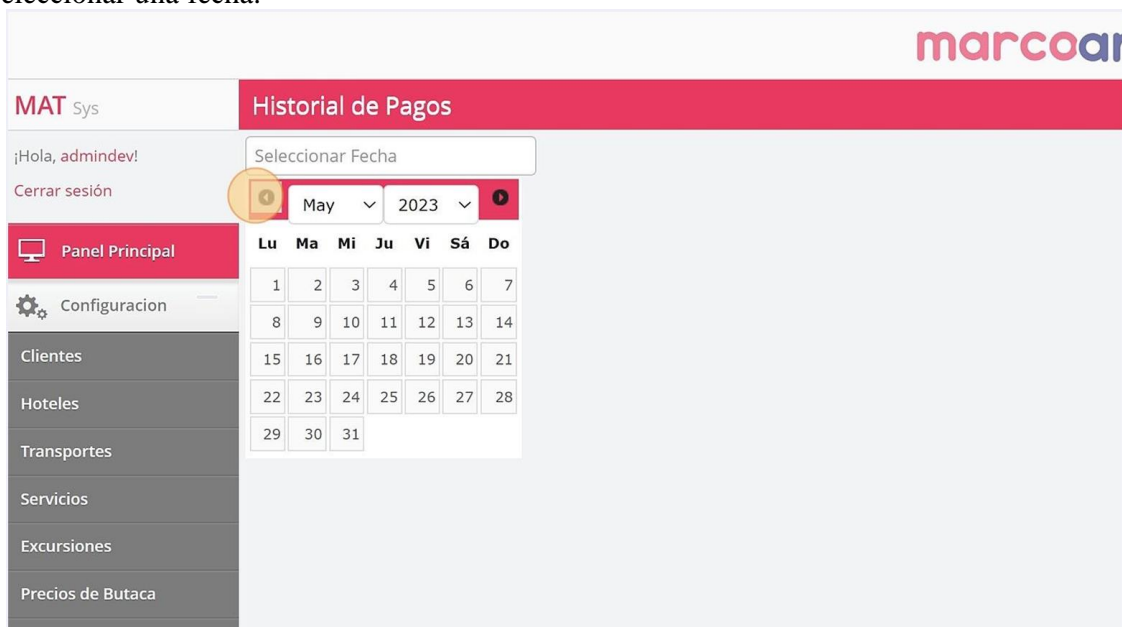 eleccionar una fecha.
marcoar
MAT Sys
Historial de Pagos
¡Hola, admindev!
Cerrar sesión
Seleccionar Fecha
May 2023
Lu Ma Mi Ju Vi Sá Do
1 2 3 4 5 6 7
8 9 10 11 12 13 14
15 16 17 18 19 20 21
22 23 24 25 26 27 28
29 30 31
Panel Principal
Configuracion
Clientes
Hoteles
Transportes
Servicios
Excursiones
Precios de Butaca